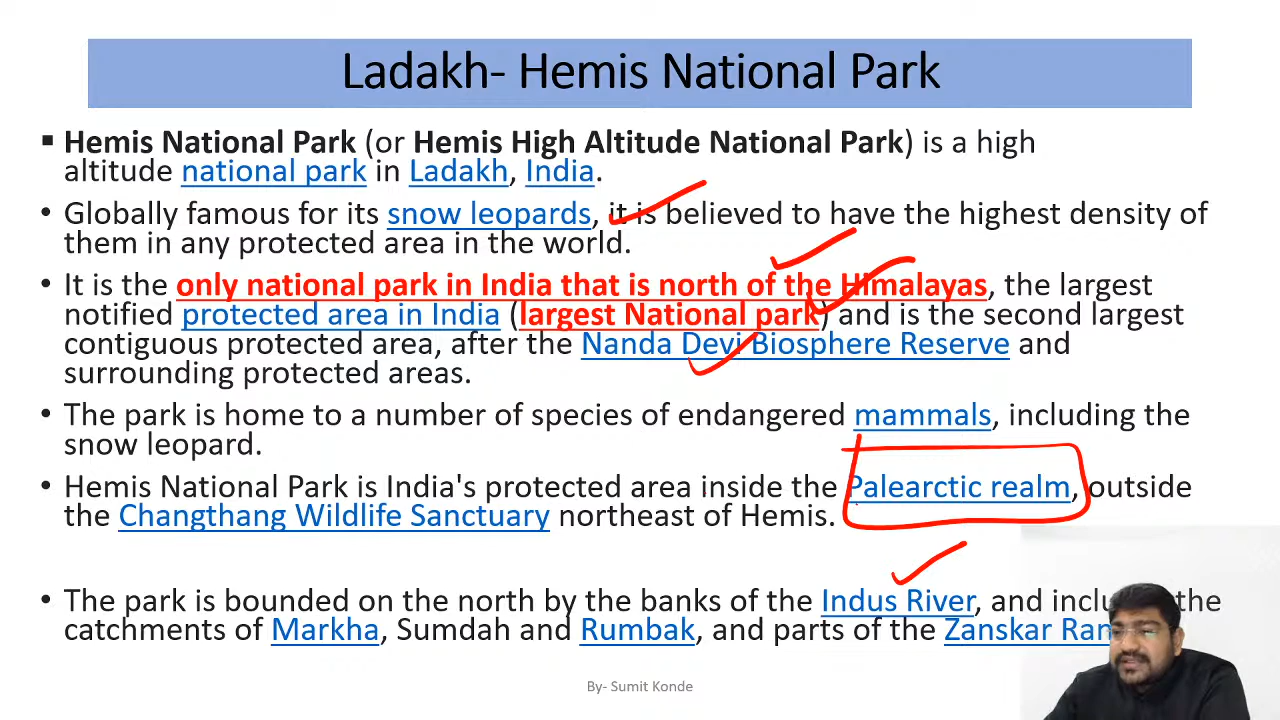 Ladakh- Hemis National Park
▪ Hemis National Park (or Hemis High Altitude National Park) is a high
altitude national park in Ladakh, India.
• Globally famous for its snow leopards, it is believed to have the highest density of
them in any protected area in the world.
• It is the only national park in India that is north of the Himalayas, the largest
notified protected area in India (largest National park) and is the second largest
contiguous protected area, after the Nanda Devi Biosphere Reserve and
surrounding protected areas.
• The park is home to a number of species of endangered mammals, including the
snow leopard.
• Hemis National Park is India's protected area inside the Palearctic realm, outside
the Changthang Wildlife Sanctuary northeast of Hemis.
• The park is bounded on the north by the banks of the Indus River, and the
catchments of Markha, Sumdah and Rumbak, and parts of the Zanskar
By- Sumit Konde